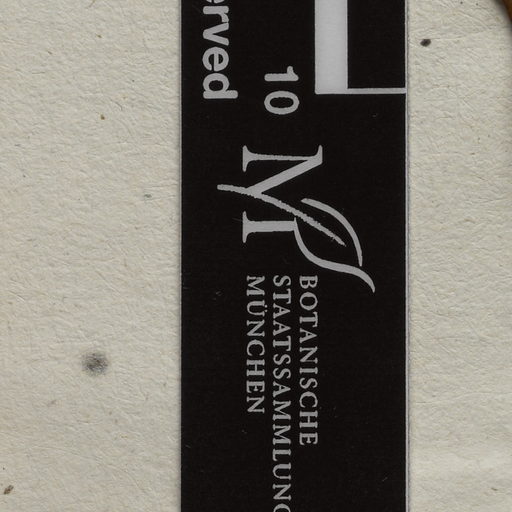 erved
10
BOTANISCHE
STAATSSAMMLUNG
MÜNCHEN